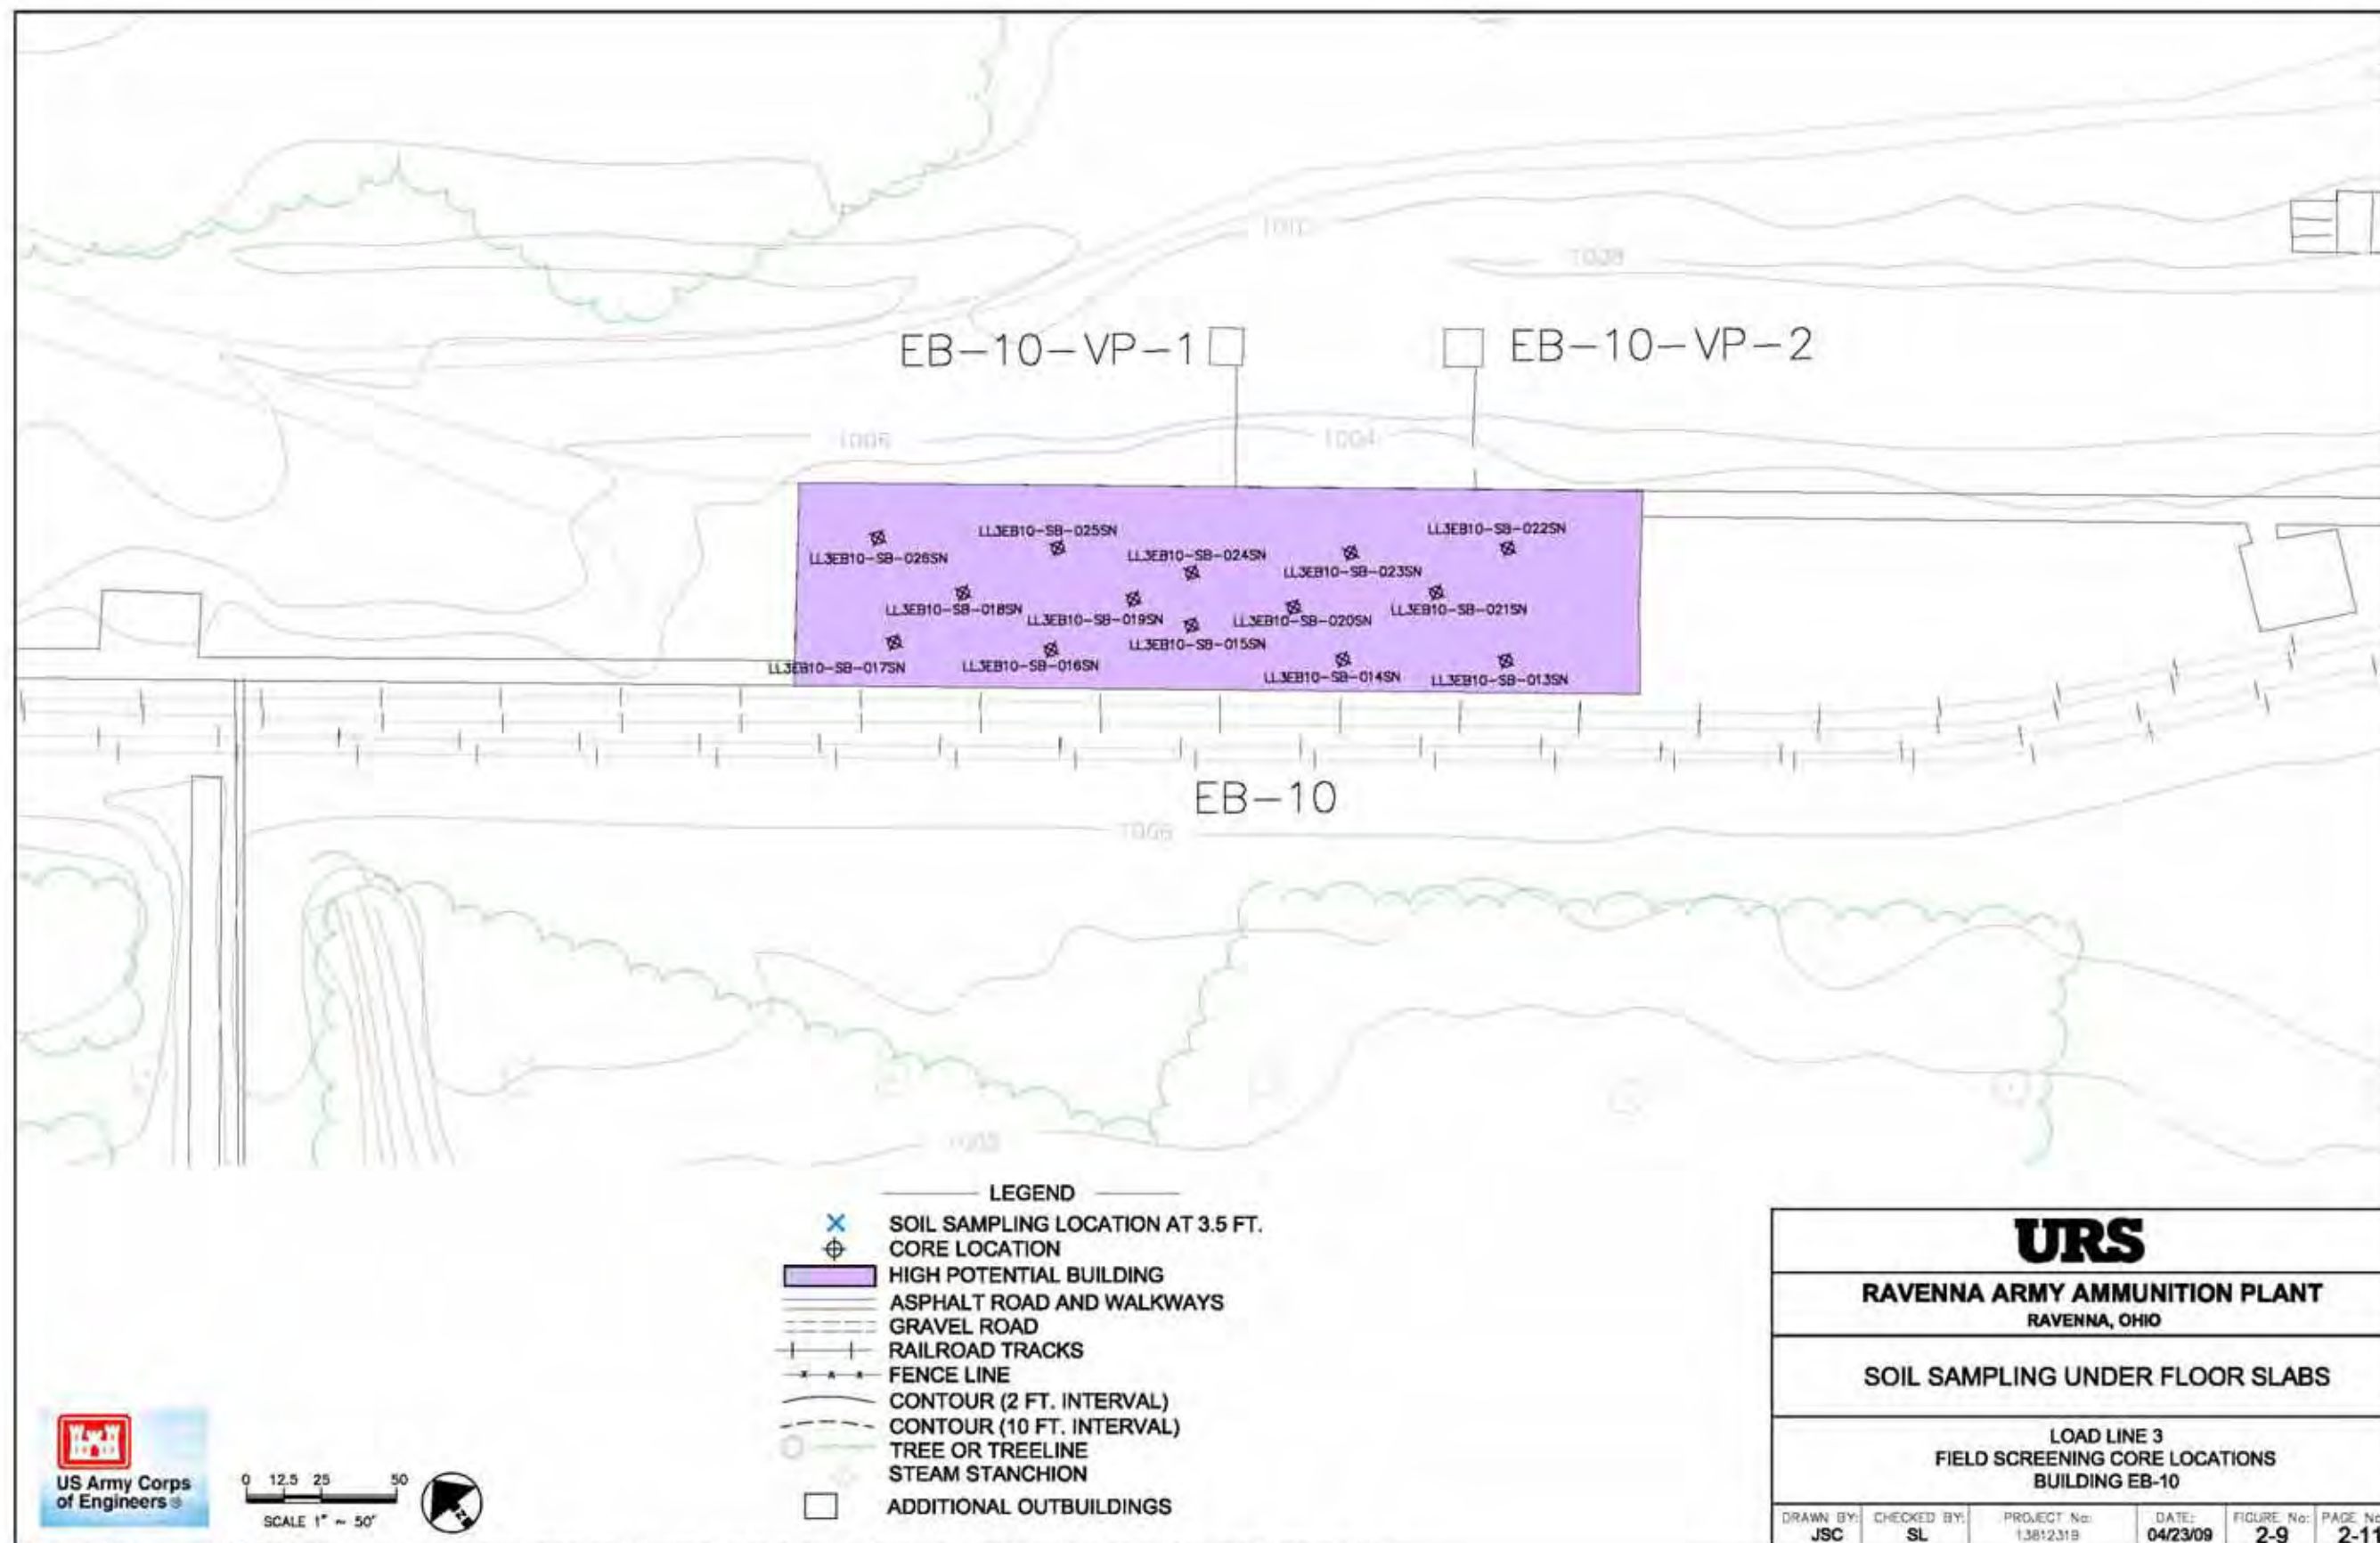 1010
1008
EB-10-VP-1
EB-10-VP-2
1006
1004
LL3EB10-SB-025SN
LL3EB10-SB-022SN
LL3EB10-SB-026SN
LL3EB10-SB-024SN
LL3EB10-SB-023SN
LL3EB10-SB-018SN
LL3EB10-SB-019SN
LL3EB10-SB-020SN
LL3EB10-SB-021SN
LL3EB10-SB-015SN
LL3EB10-SB-017SN
LL3EB10-SB-016SN
LL3EB10-SB-014SN
LL3EB10-SB-013SN
EB-10
1006
LEGEND
SOIL SAMPLING LOCATION AT 3.5 FT.
CORE LOCATION
HIGH POTENTIAL BUILDING
ASPHALT ROAD AND WALKWAYS
GRAVEL ROAD
RAILROAD TRACKS
FENCE LINE
CONTOUR (2 FT. INTERVAL)
CONTOUR (10 FT. INTERVAL)
TREE OR TREELINE
STEAM STANCHION
ADDITIONAL OUTBUILDINGS
US Army Corps
of Engineers®
0 12.5 25 50
SCALE 1" ~ 50'
N
URS
RAVENNA ARMY AMMUNITION PLANT
RAVENNA, OHIO
SOIL SAMPLING UNDER FLOOR SLABS
LOAD LINE 3
FIELD SCREENING CORE LOCATIONS
BUILDING EB-10
DRAWN BY: CHECKED BY: PROJECT No: DATE: FIGURE No: PAGE No:
JSC SL 13812319 04/23/09 2-9 2-11